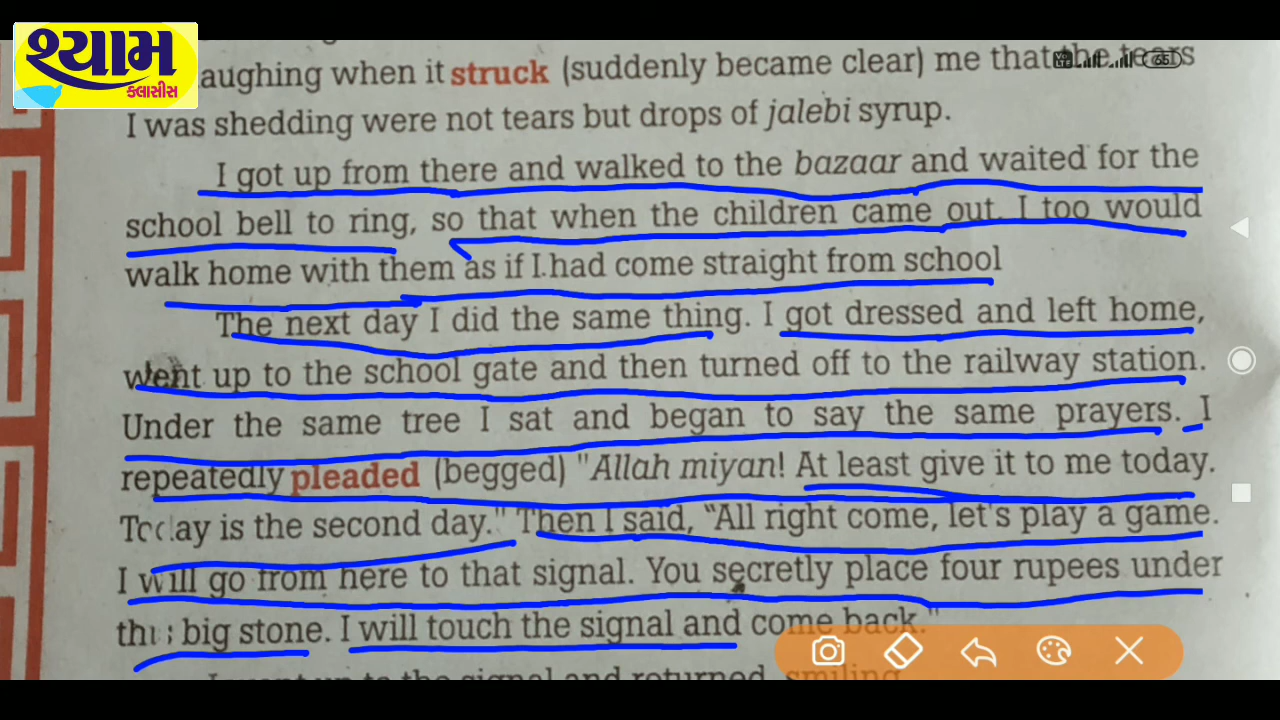 શ્યામ
ક્લાસીસ
aughing when it struck (suddenly became clear) me that the tears
I was shedding were not tears but drops of jalebi syrup.
I got up from there and walked to the bazaar and waited for the
school bell to ring, so that when the children came out. I too would
walk home with them as if I had come straight from school
The next day I did the same thing. I got dressed and left home,
went up to the school gate and then turned off to the railway station.
Under the same tree I sat and began to say the same prayers. I
repeatedly pleaded (begged) "Allah miyan! At least give it to me today.
Today is the second day." Then I said, "All right come, let's play a game.
I will go from here to that signal. You secretly place four rupees under
this big stone. I will touch the signal and come back."
signal and returned, smiling